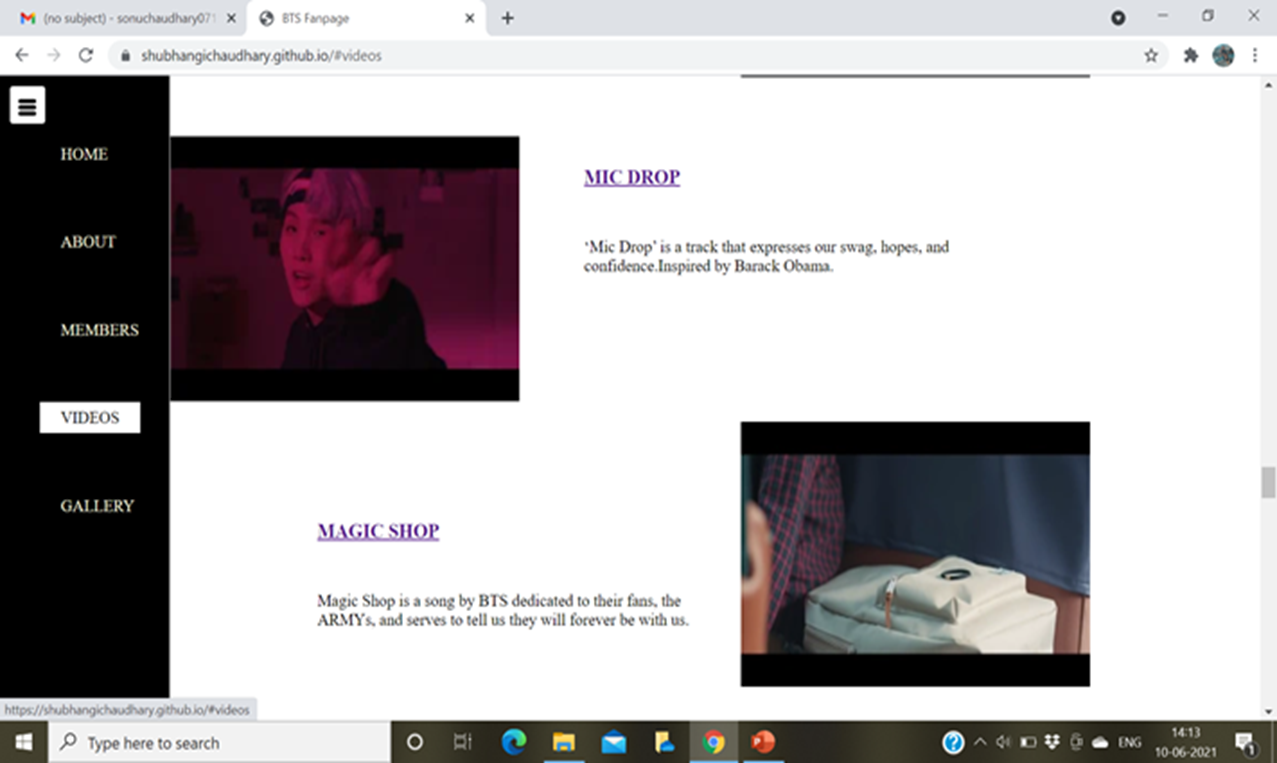 (no subject) - sonuchaudhary071
BTS Fanpage
shubhangichaudhary.github.io/#videos
HOME
ABOUT
MEMBERS
VIDEOS
GALLERY
MIC DROP
‘Mic Drop’ is a track that expresses our swag, hopes, and
confidence.Inspired by Barack Obama.
MAGIC SHOP
Magic Shop is a song by BTS dedicated to their fans, the
ARMYs, and serves to tell us they will forever be with us.
https://shubhangichaudhary.github.io/#videos
Type here to search
ENG
14:13
10-06-2021
1